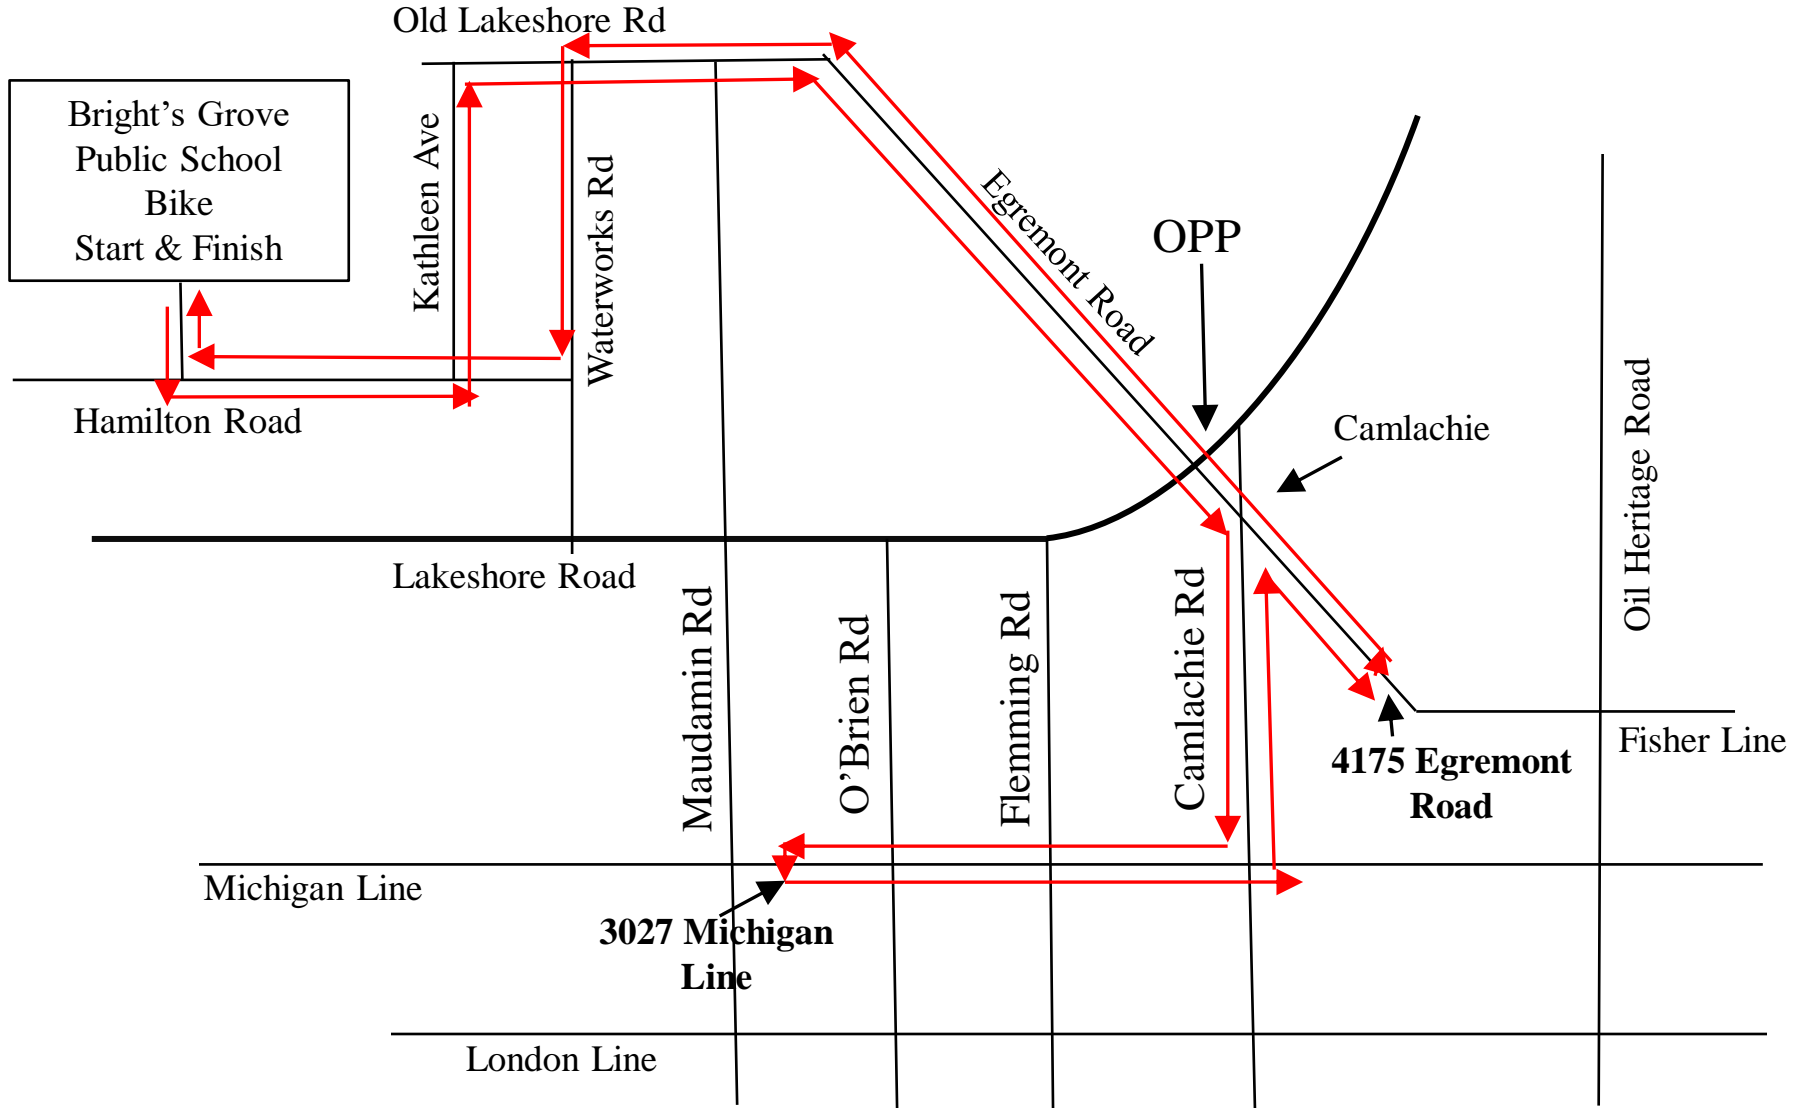 Old Lakeshore Rd
Bright’s Grove
Public School
Bike
Start & Finish
Kathleen Ave
Waterworks Rd
Egremont Road
OPP
Camlachie
Oil Heritage Road
Hamilton Road
Lakeshore Road
Maudamin Rd
O’Brien Rd
Flemming Rd
Camlachie Rd
Fisher Line
4175 Egremont
Road
Michigan Line
3027 Michigan
Line
London Line